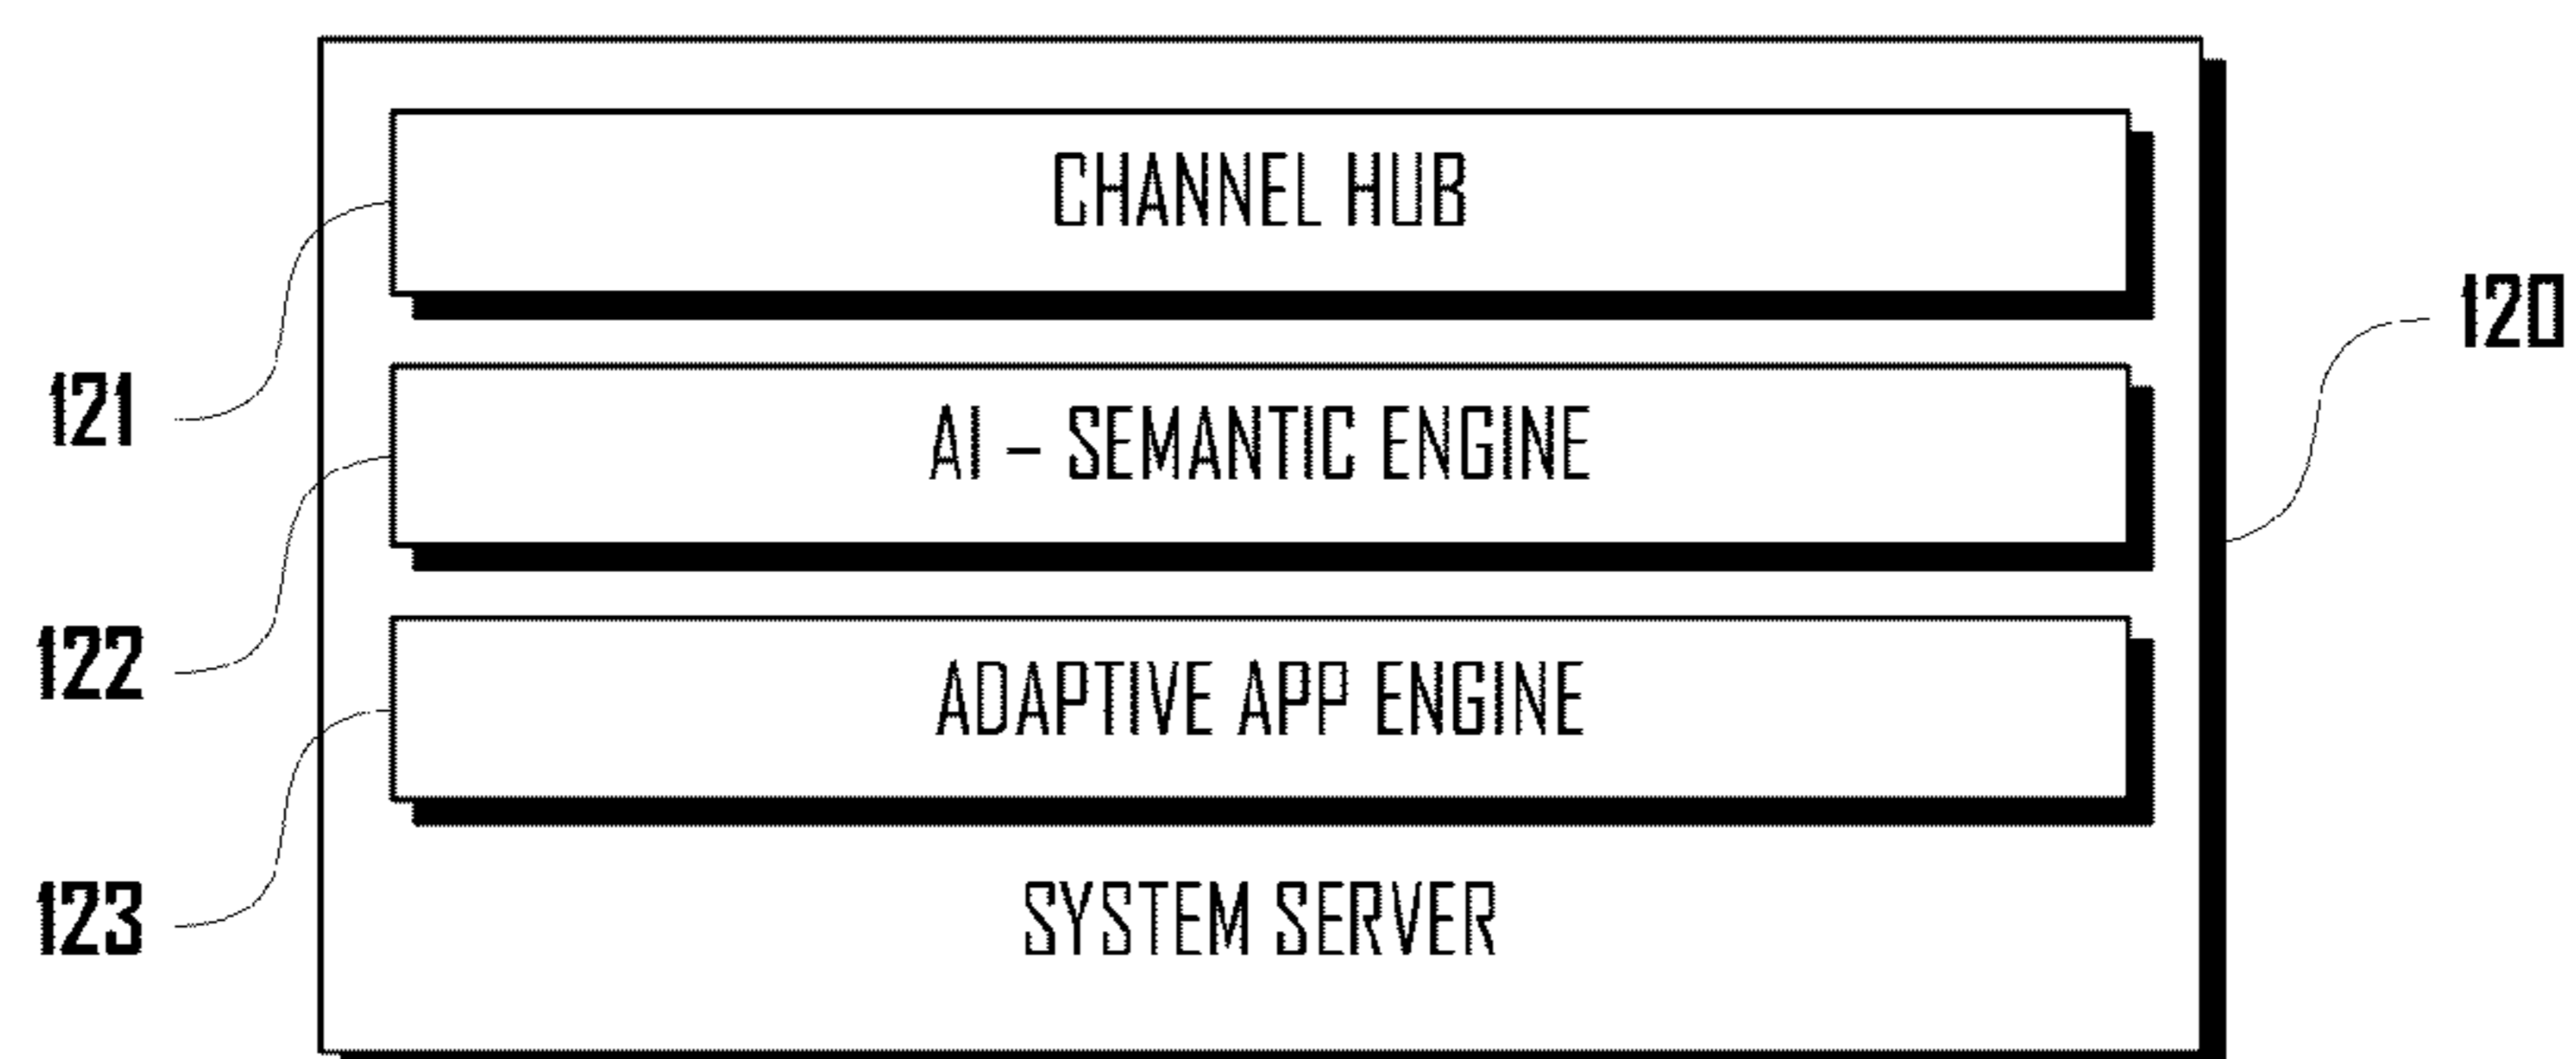 CHANNEL HUB
120
121
AI – SEMANTIC ENGINE
122
ADAPTIVE APP ENGINE
123
SYSTEM SERVER